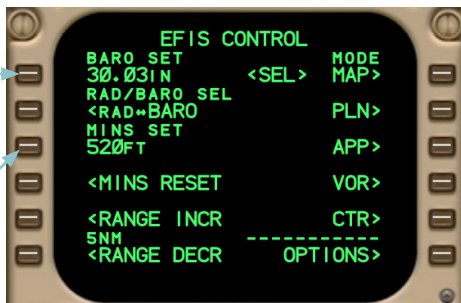 EFIS CONTROL
BARO SET MODE
30.03IN <SEL> MAP>
RAD/BARO SEL
<RAD↔BARO PLN>
MINS SET
520FT APP>
<MINS RESET VOR>
<RANGE INCR CTR>
5NM -----------
<RANGE DECR OPTIONS>